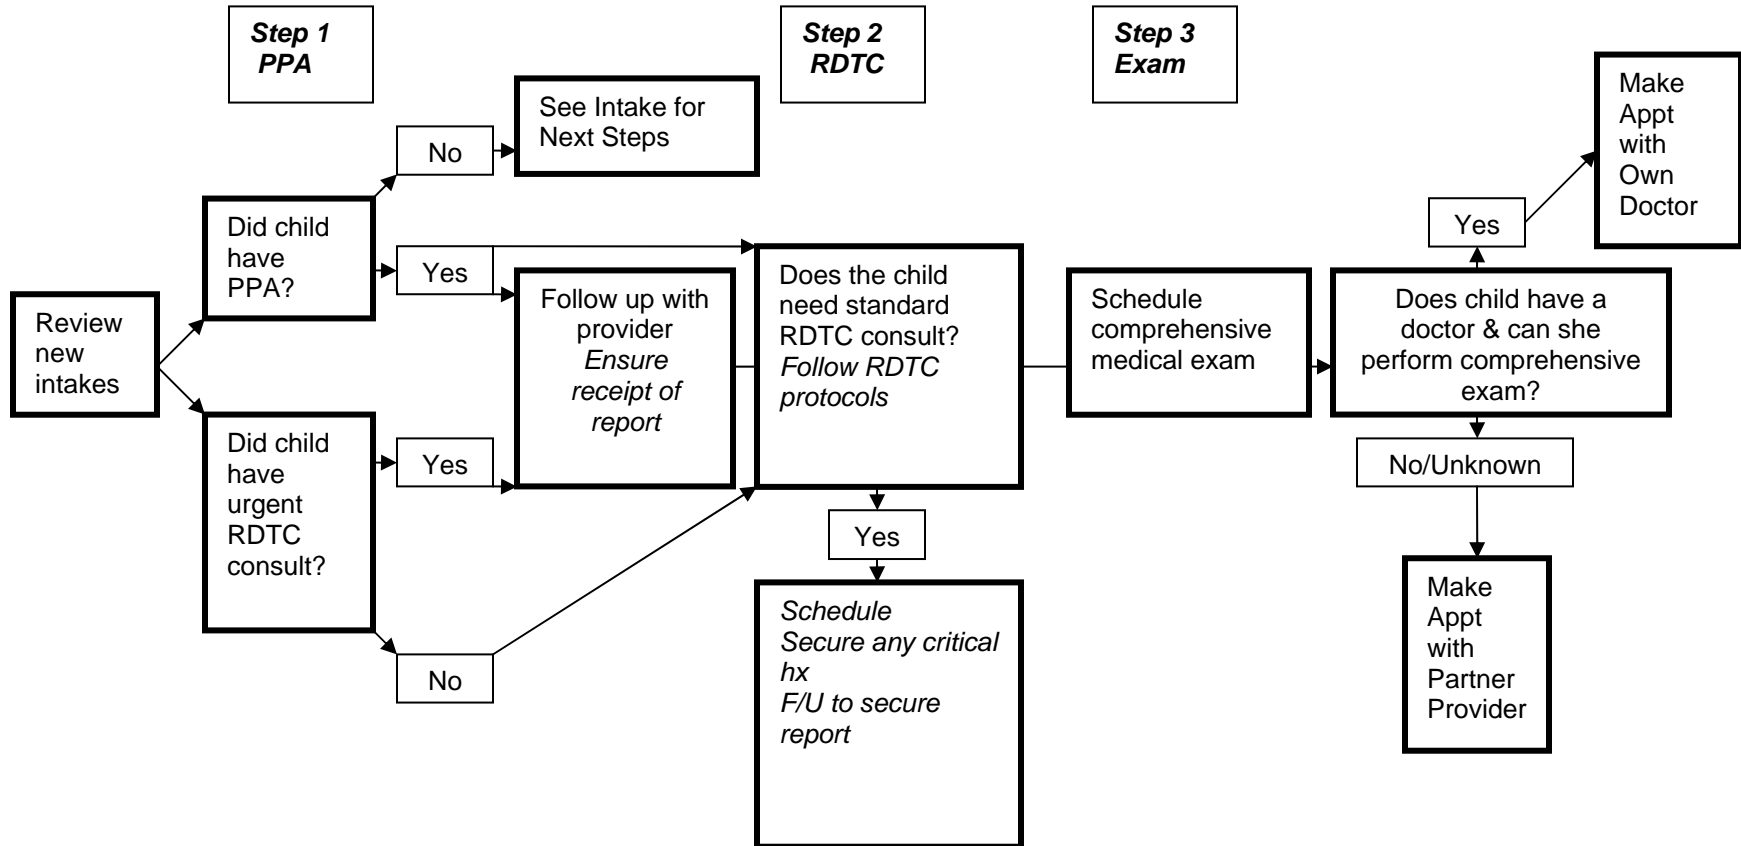 Step 1
PPA
Step 2
RDTC
Step 3
Exam
Make
Appt
with
Own
Doctor
See Intake for
Next Steps
No
Did child
have
PPA?
Yes
Yes
Review
new
intakes
Follow up with
provider
Ensure
receipt of
report
Does the child
need standard
RDTC consult?
Follow RDTC
protocols
Schedule
comprehensive
medical exam
Does child have a
doctor & can she
perform comprehensive
exam?
Did child
have
urgent
RDTC
consult?
Yes
No/Unknown
Yes
No
Schedule
Secure any critical
hx
F/U to secure
report
Make
Appt
with
Partner
Provider